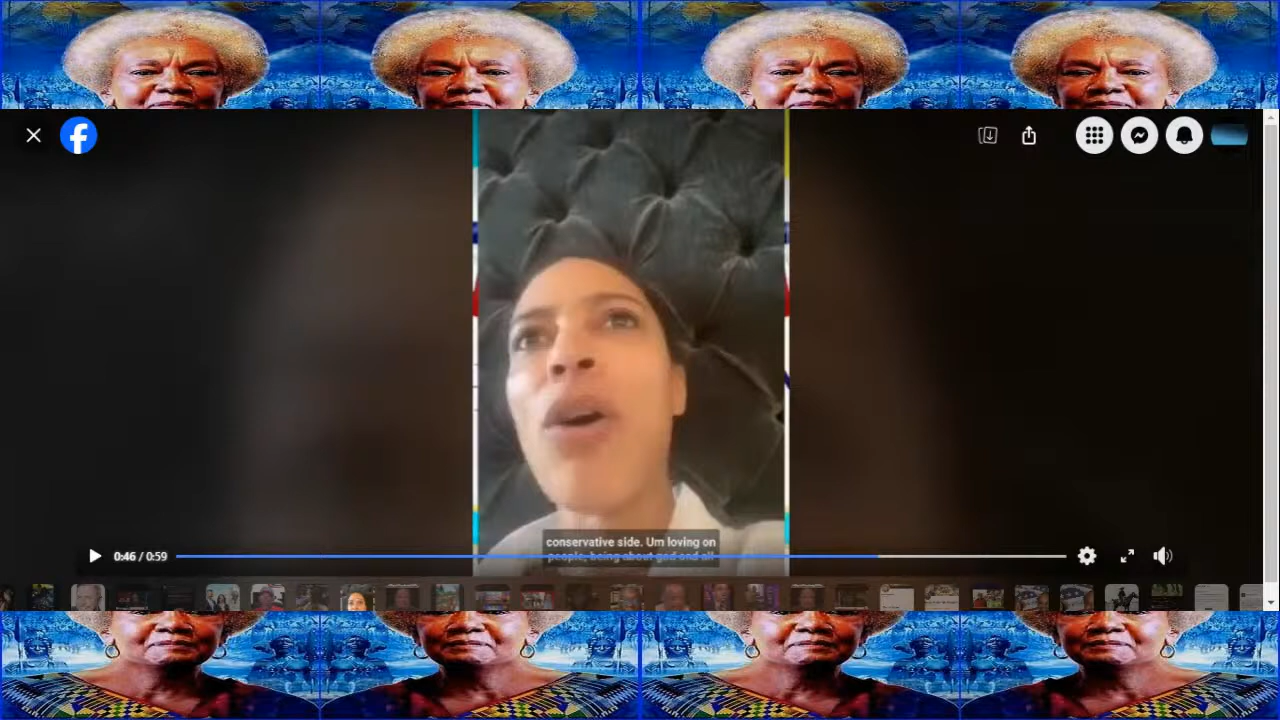 0:46 / 0:59
conservative side. Um loving on
people, being about god and all